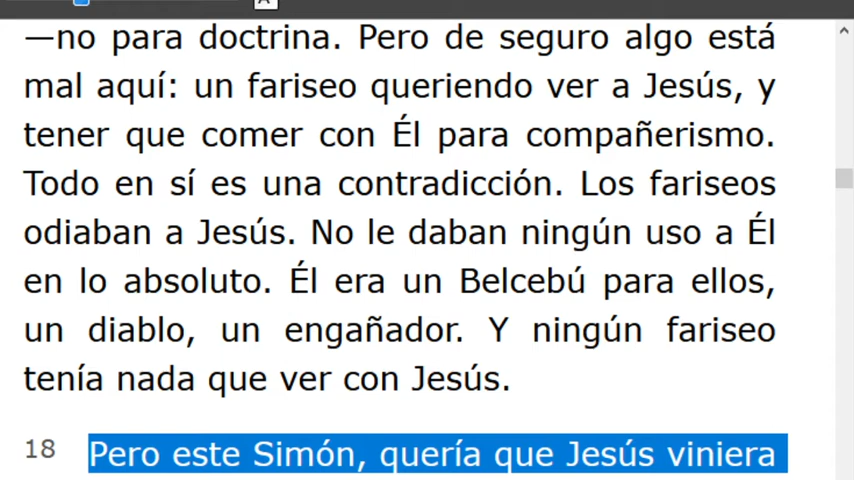 —no para doctrina. Pero de seguro algo está
mal aquí: un fariseo queriendo ver a Jesús, y
tener que comer con Él para compañerismo.
Todo en sí es una contradicción. Los fariseos
odiaban a Jesús. No le daban ningún uso a Él
en lo absoluto. Él era un Belcebú para ellos,
un diablo, un engañador. Y ningún fariseo
tenía nada que ver con Jesús.
18 Pero este Simón, quería que Jesús viniera